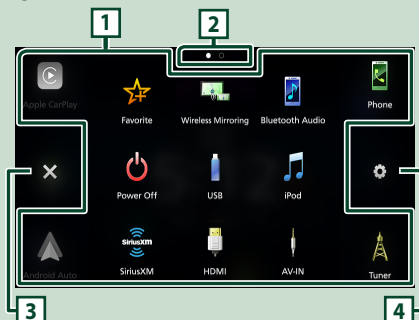 1
2
Apple CarPlay
Favorite
Wireless Mirroring
Bluetooth Audio
Phone
Power Off
USB
iPod
Android Auto
SiriusXM
SiriusXM
HDMI
AV-IN
Tuner
3
4